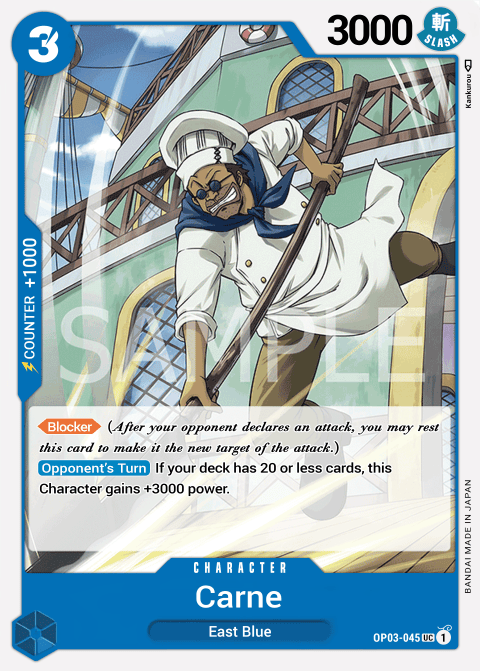 3
3000
斬
SLASH
Kankurou
COUNTER +1000
SAMPLE
Blocker (After your opponent declares an attack, you may rest
this card to make it the new target of the attack.)
Opponent's Turn If your deck has 20 or less cards, this
Character gains +3000 power.
BANDAI MADE IN JAPAN
CHARACTER
Carne
East Blue
OP03-045 UC 1